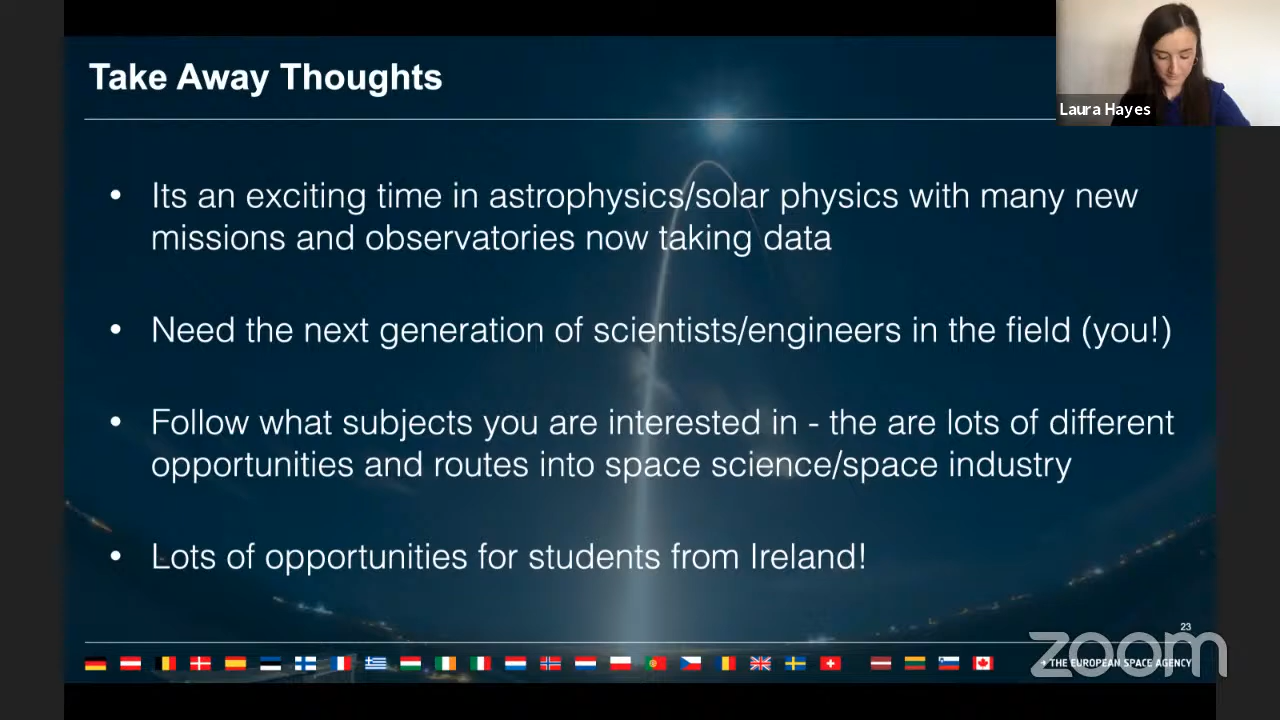 Take Away Thoughts
Laura Hayes
• Its an exciting time in astrophysics/solar physics with many new
missions and observatories now taking data
• Need the next generation of scientists/engineers in the field (you!)
• Follow what subjects you are interested in - the are lots of different
opportunities and routes into space science/space industry
• Lots of opportunities for students from Ireland!
23
zoom
→ THE EUROPEAN SPACE AGENCY